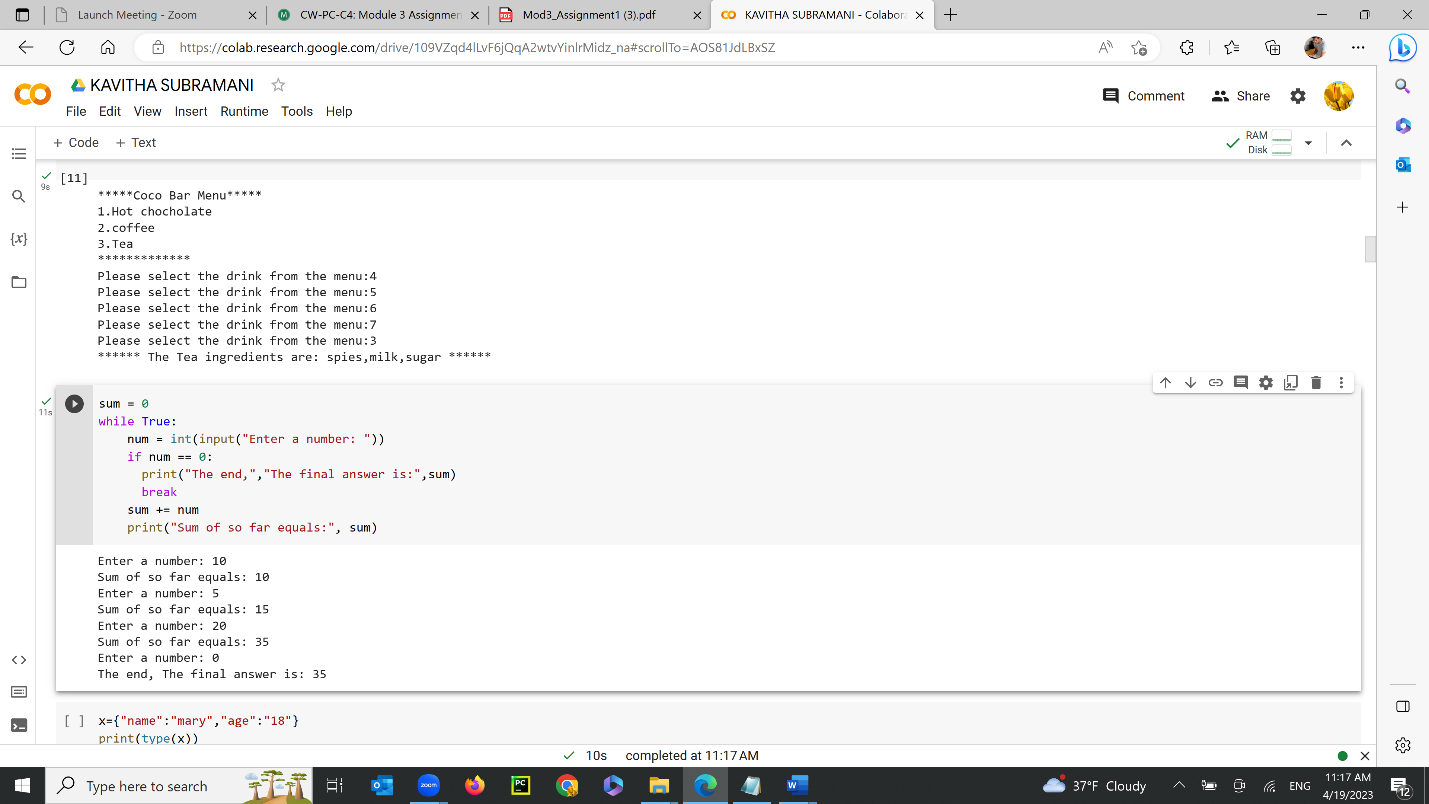 Launch Meeting - Zoom
CW-PC-C4: Module 3 Assignmen
Mod3_Assignment1 (3).pdf
KAVITHA SUBRAMANI - Colabora
https://colab.research.google.com/drive/109VZqd4lLvF6jQqA2wtvYinlrMidz_na#scrollTo=AOS81JdLBxSZ
KAVITHA SUBRAMANI
File Edit View Insert Runtime Tools Help
Comment
Share
+ Code + Text
RAM
Disk
[11]
9s
*****Coco Bar Menu*****
1.Hot chocholate
2.coffee
3.Tea
*************
Please select the drink from the menu:4
Please select the drink from the menu:5
Please select the drink from the menu:6
Please select the drink from the menu:7
Please select the drink from the menu:3
****** The Tea ingredients are: spies,milk,sugar ******
11s
sum = 0
while True:
    num = int(input("Enter a number: "))
    if num == 0:
      print("The end,","The final answer is:",sum)
      break
    sum += num
    print("Sum of so far equals:", sum)
Enter a number: 10
Sum of so far equals: 10
Enter a number: 5
Sum of so far equals: 15
Enter a number: 20
Sum of so far equals: 35
Enter a number: 0
The end, The final answer is: 35
[ ] x={"name":"mary","age":"18"}
print(type(x))
10s completed at 11:17 AM
Type here to search
zoom
PC
37°F Cloudy
ENG
11:17 AM
4/19/2023
12